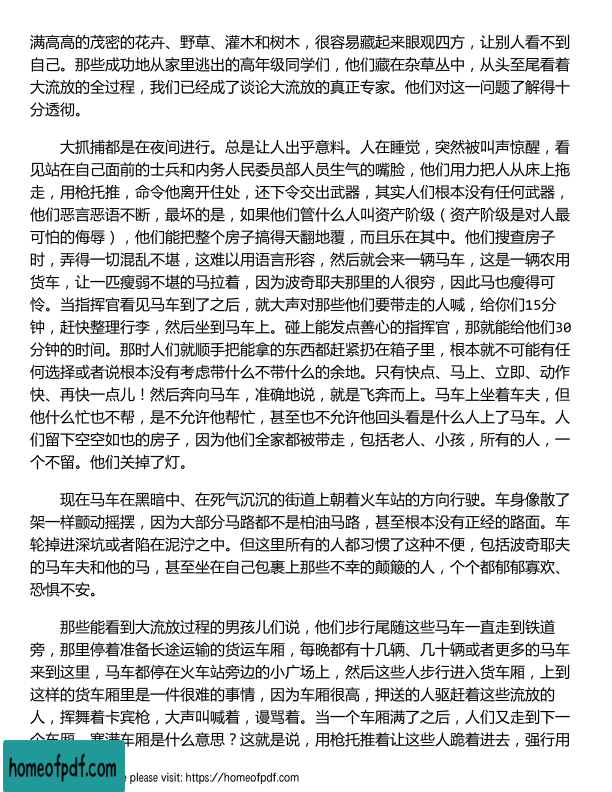 满高高的茂密的花卉、野草、灌木和树木，很容易藏起来眼观四方，让别人看不到
自己。那些成功地从家里逃出的高年级同学们，他们藏在杂草丛中，从头至尾看着
大流放的全过程，我们已经成了谈论大流放的真正专家。他们对这一问题了解得十
分透彻。
大抓捕都是在夜间进行。总是让人出乎意料。人在睡觉，突然被叫声惊醒，看
见站在自己面前的士兵和内务人民委员部人员生气的嘴脸，他们用力把人从床上拖
走，用枪托推，命令他离开住处，还下令交出武器，其实人们根本没有任何武器，
他们恶言恶语不断，最坏的是，如果他们管什么人叫资产阶级（资产阶级是对人最
可怕的侮辱），他们能把整个房子搞得天翻地覆，而且乐在其中。他们搜查房子
时，弄得一切混乱不堪，这难以用语言形容，然后就会来一辆马车，这是一辆农用
货车，让一匹瘦弱不堪的马拉着，因为波奇耶夫那里的人很穷，因此马也瘦得可
怜。当指挥官看见马车到了之后，就大声对那些他们要带走的人喊，给你们15分
钟，赶快整理行李，然后坐到马车上。碰上能发点善心的指挥官，那就能给他们30
分钟的时间。那时人们就顺手把能拿的东西都赶紧扔在箱子里，根本就不可能有任
何选择或者说根本没有考虑带什么不带什么的余地。只有快点、马上、立即、动作
快、再快一点儿！然后奔向马车，准确地说，就是飞奔而上。马车上坐着车夫，但
他什么忙也不帮，是不允许他帮忙，甚至也不允许他回头看是什么人上了马车。人
们留下空空如也的房子，因为他们全家都被带走，包括老人、小孩，所有的人，一
个不留。他们关掉了灯。
现在马车在黑暗中、在死气沉沉的街道上朝着火车站的方向行驶。车身像散了
架一样颤动摇摆，因为大部分马路都不是柏油马路，甚至根本没有正经的路面。车
轮掉进深坑或者陷在泥泞之中。但这里所有的人都习惯了这种不便，包括波奇耶夫
的马车夫和他的马，甚至坐在自己包裹上那些不幸的颠簸的人，个个都郁郁寡欢、
恐惧不安。
那些能看到大流放过程的男孩儿们说，他们步行尾随这些马车一直走到铁道
旁，那里停着准备长途运输的货运车厢，每晚都有十几辆、几十辆或者更多的马车
来到这里，马车都停在火车站旁边的小广场上，然后这些人步行进入货车厢，上到
这样的货车厢里是一件很难的事情，因为车厢很高，押送的人驱赶着这些流放的
人，挥舞着卡宾枪，大声叫喊着，谩骂着。当一个车厢满了之后，人们又走到下一
个车厢。塞满车厢是什么意思？这就是说，用枪托推着让这些人跪着进去，强行用
homeofpdf.com
please visit: https://homeofpdf.com